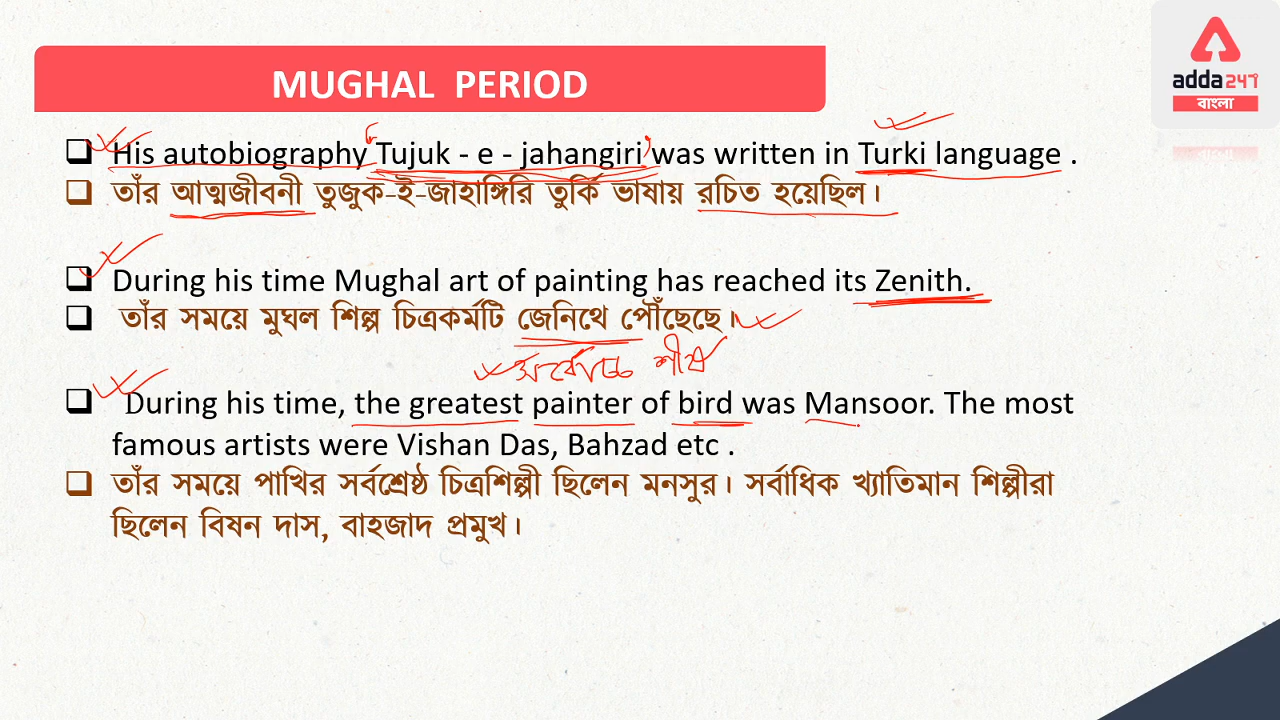 MUGHAL PERIOD
adda247
বাংলা
His autobiography ‘Tujuk - e - jahangiri’ was written in Turki language .
তাঁর আত্মজীবনী তুজুক-ই-জাহাঙ্গিরি তুর্কি ভাষায় রচিত হয়েছিল।
During his time Mughal art of painting has reached its Zenith.
তাঁর সময়ে মুঘল শিল্প চিত্রকর্মটি জেনিথে পৌঁছেছে।
সর্বোচ্চ শীর্ষ
During his time, the greatest painter of bird was Mansoor. The most
famous artists were Vishan Das, Bahzad etc .
তাঁর সময়ে পাখির সর্বশ্রেষ্ঠ চিত্রশিল্পী ছিলেন মনসুর। সর্বাধিক খ্যাতিমান শিল্পীরা
ছিলেন বিষন দাস, বাহজাদ প্রমুখ।